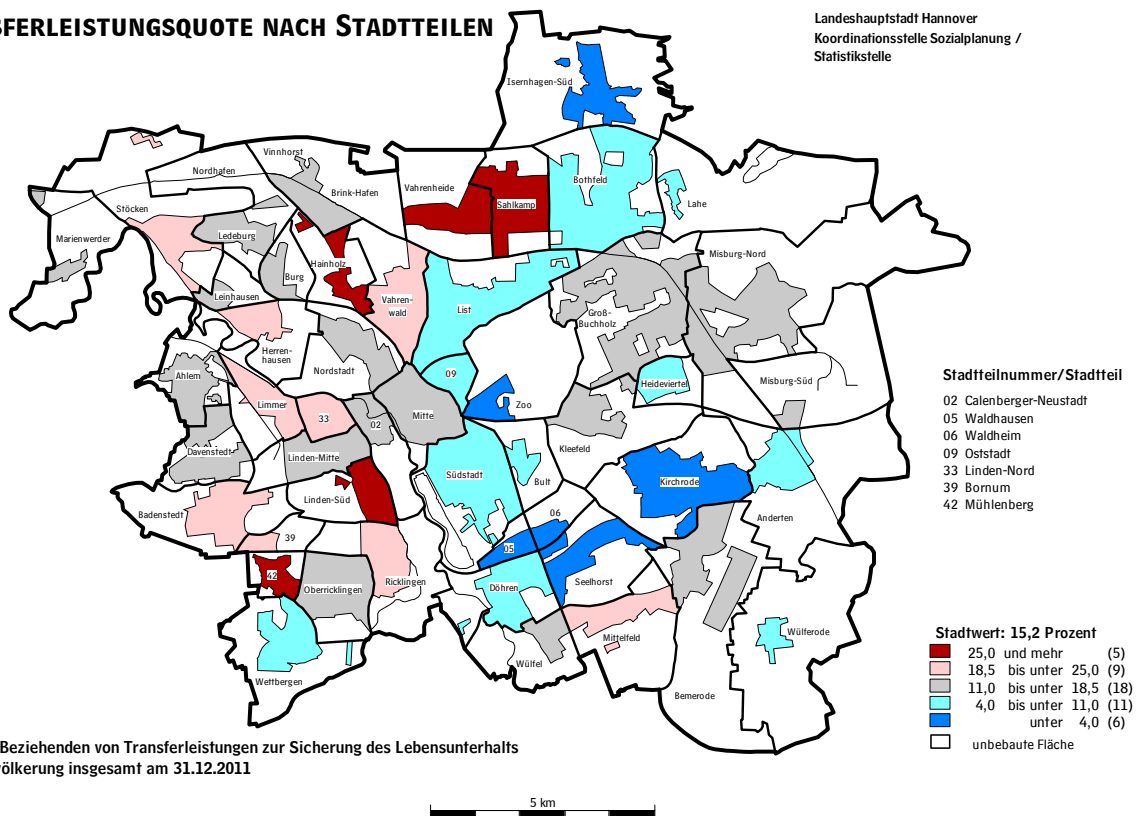 SFERLEISTUNGSQUOTE NACH STADTTEILEN
Landeshauptstadt Hannover
Koordinationsstelle Sozialplanung /
Statistikstelle
Isernhagen-Süd
Vinnhorst
Nordhafen
Brink-Hafen
Vahrenheide
Bothfeld
Sahlkamp
Lahe
Stöcken
Marienwerder
Ledeburg
Hainholz
Burg
Misburg-Nord
Leinhausen
Vahren-
wald
List
Groß-
Buchholz
Herren-
hausen
Nordstadt
Ahlem
09
Heideviertel
Misburg-Süd
Limmer
33
02
Mitte
Zoo
Kleefeld
Davenstedt
Linden-Mitte
Südstadt
Bult
Kirchrode
Linden-Süd
Badenstedt
06
Anderten
39
05
42
Oberricklingen
Ricklingen
Döhren
Seelhorst
Mittelfeld
Wülferode
Wülfel
Wettbergen
Bemerode
Stadtteilnummer/Stadtteil
02 Calenberger-Neustadt
05 Waldhausen
06 Waldheim
09 Oststadt
33 Linden-Nord
39 Bornum
42 Mühlenberg
Stadtwert: 15,2 Prozent
25,0 und mehr (5)
18,5 bis unter 25,0 (9)
11,0 bis unter 18,5 (18)
4,0 bis unter 11,0 (11)
unter 4,0 (6)
unbebaute Fläche
Beziehenden von Transferleistungen zur Sicherung des Lebensunterhalts
völkerung insgesamt am 31.12.2011
5 km